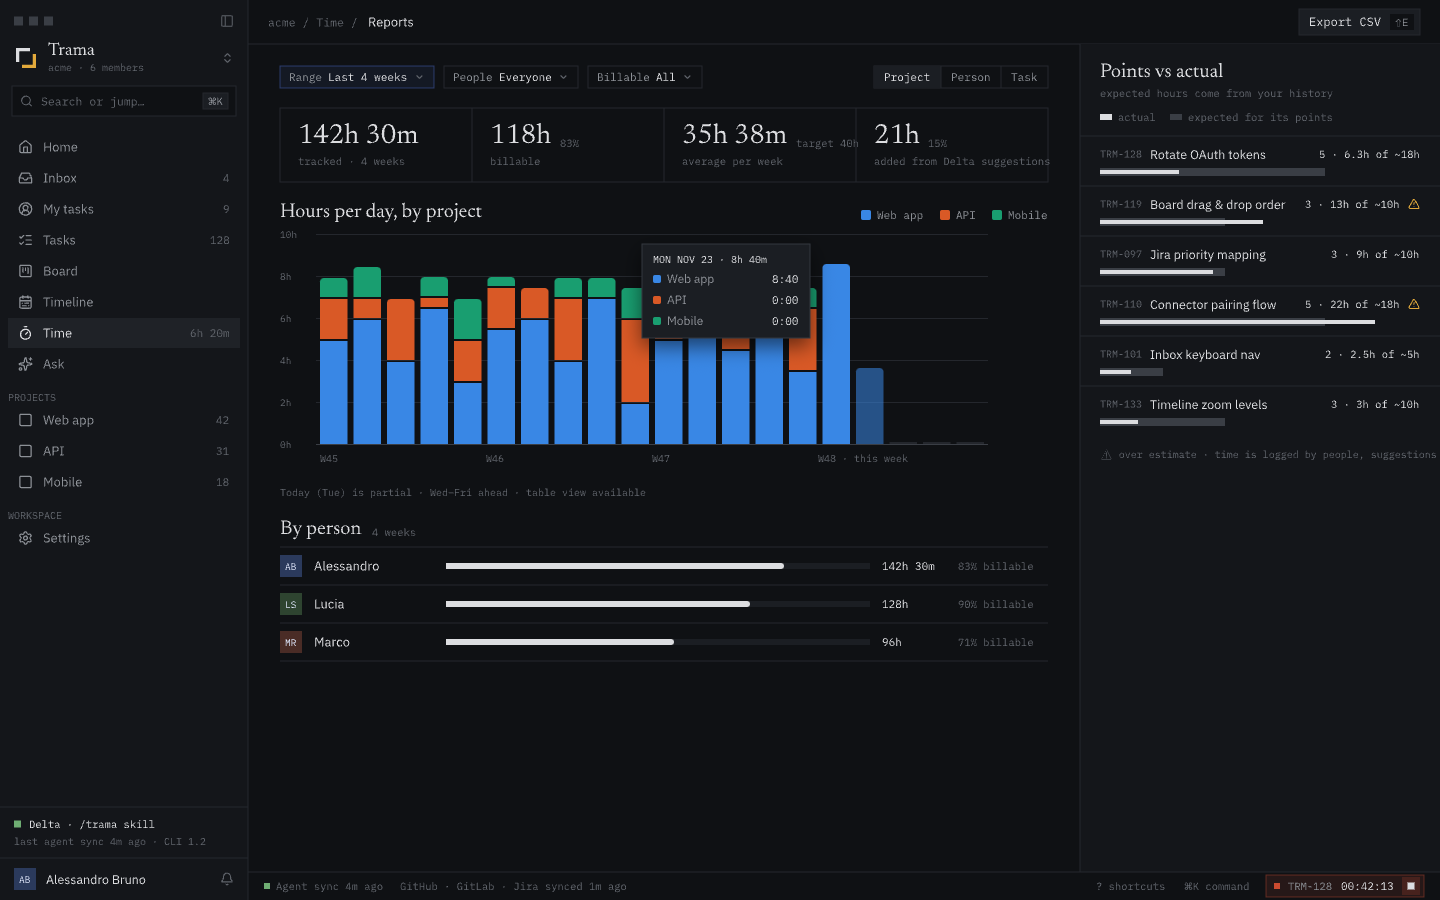 Trama
acme · 6 members
Search or jump… ⌘K
Home
Inbox 4
My tasks 9
Tasks 128
Board
Timeline
Time 6h 20m
Ask
PROJECTS
Web app 42
API 31
Mobile 18
WORKSPACE
Settings
Delta · /trama skill
last agent sync 4m ago · CLI 1.2
AB Alessandro Bruno
acme / Time / Reports
Export CSV ⇧E
Range Last 4 weeks
People Everyone
Billable All
Project Person Task
142h 30m
tracked · 4 weeks
118h 83%
billable
35h 38m target 40h
average per week
21h 15%
added from Delta suggestions
Hours per day, by project
Web app API Mobile
10h
8h
6h
4h
2h
0h
MON NOV 23 · 8h 40m
Web app 8:40
API 0:00
Mobile 0:00
W45 W46 W47 W48 · this week
Today (Tue) is partial · Wed–Fri ahead · table view available
By person 4 weeks
AB Alessandro 142h 30m 83% billable
LS Lucia 128h 90% billable
MR Marco 96h 71% billable
Points vs actual
expected hours come from your history
actual expected for its points
TRM-128 Rotate OAuth tokens 5 · 6.3h of ~18h
TRM-119 Board drag & drop order 3 · 13h of ~10h
TRM-097 Jira priority mapping 3 · 9h of ~10h
TRM-110 Connector pairing flow 5 · 22h of ~18h
TRM-101 Inbox keyboard nav 2 · 2.5h of ~5h
TRM-133 Timeline zoom levels 3 · 3h of ~10h
over estimate · time is logged by people, suggestions
Agent sync 4m ago GitHub · GitLab · Jira synced 1m ago
? shortcuts ⌘K command TRM-128 00:42:13